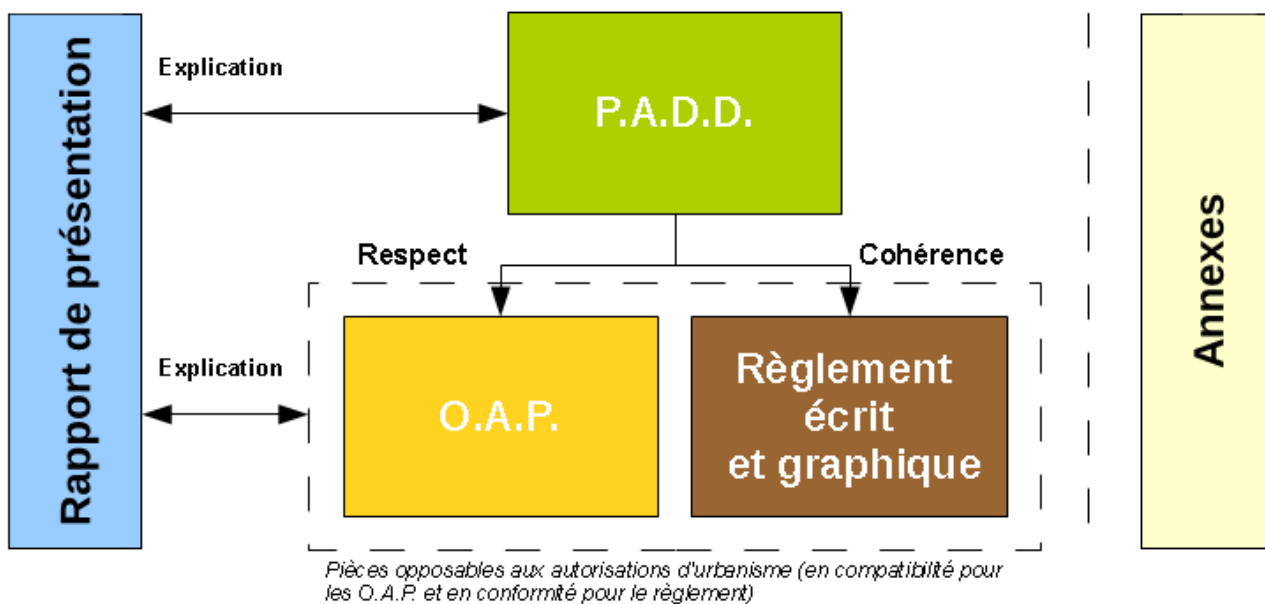 Rapport de présentation
Explication
P.A.D.D.
Respect
Cohérence
Explication
O.A.P.
Règlement
écrit
et graphique
Pièces opposables aux autorisations d'urbanisme (en compatibilité pour
les O.A.P. et en conformité pour le règlement)
Annexes